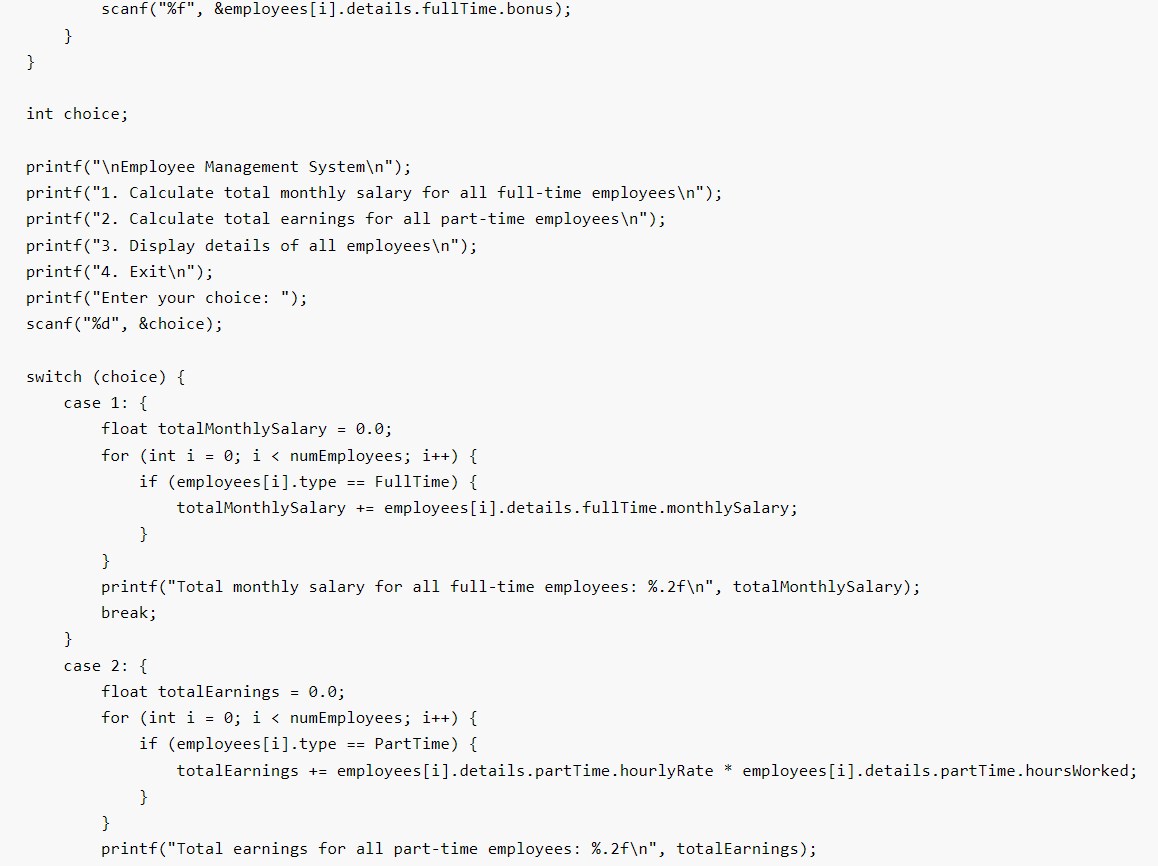 scanf("%f", &employees[i].details.fullTime.bonus);
}
}
int choice;
printf("\nEmployee Management System\n");
printf("1. Calculate total monthly salary for all full-time employees\n");
printf("2. Calculate total earnings for all part-time employees\n");
printf("3. Display details of all employees\n");
printf("4. Exit\n");
printf("Enter your choice: ");
scanf("%d", &choice);
switch (choice) {
case 1: {
float totalMonthlySalary = 0.0;
for (int i = 0; i < numEmployees; i++) {
if (employees[i].type == FullTime) {
totalMonthlySalary += employees[i].details.fullTime.monthlySalary;
}
}
printf("Total monthly salary for all full-time employees: %.2f\n", totalMonthlySalary);
break;
}
case 2: {
float totalEarnings = 0.0;
for (int i = 0; i < numEmployees; i++) {
if (employees[i].type == PartTime) {
totalEarnings += employees[i].details.partTime.hourlyRate * employees[i].details.partTime.hoursWorked;
}
}
printf("Total earnings for all part-time employees: %.2f\n", totalEarnings);